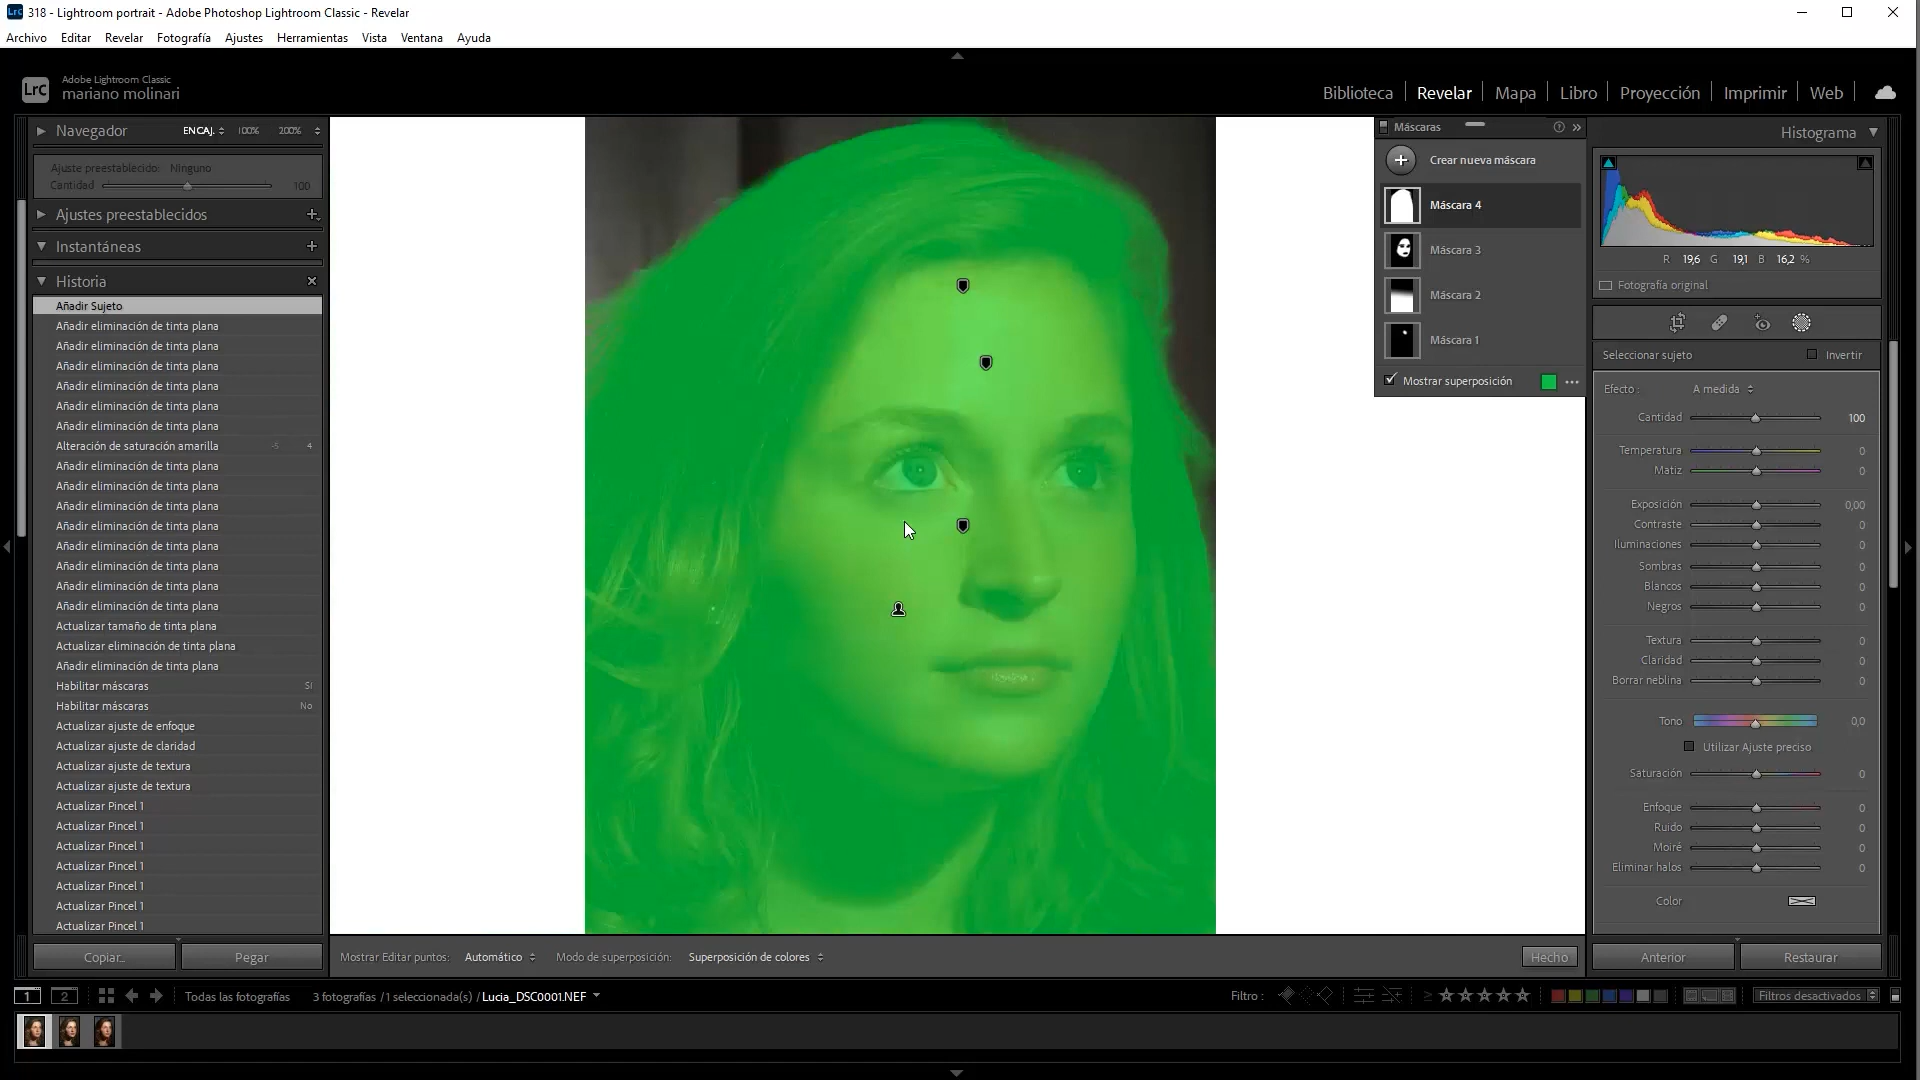 318 - Lightroom portrait - Adobe Photoshop Lightroom Classic - Revelar
Archivo Editar Revelar Fotografía Ajustes Herramientas Vista Ventana Ayuda
LrC Adobe Lightroom Classic
mariano molinari
Biblioteca Revelar Mapa Libro Proyección Imprimir Web
Navegador ENCAJ. 100% 200%
Ajuste preestablecido: Ninguno
Cantidad 100
Ajustes preestablecidos
Instantáneas
Historia
Añadir Sujeto
Añadir eliminación de tinta plana
Añadir eliminación de tinta plana
Añadir eliminación de tinta plana
Añadir eliminación de tinta plana
Añadir eliminación de tinta plana
Añadir eliminación de tinta plana
Alteración de saturación amarilla -5 4
Añadir eliminación de tinta plana
Añadir eliminación de tinta plana
Añadir eliminación de tinta plana
Añadir eliminación de tinta plana
Añadir eliminación de tinta plana
Añadir eliminación de tinta plana
Añadir eliminación de tinta plana
Añadir eliminación de tinta plana
Actualizar tamaño de tinta plana
Actualizar eliminación de tinta plana
Añadir eliminación de tinta plana
Habilitar máscaras Sí
Habilitar máscaras No
Actualizar ajuste de enfoque
Actualizar ajuste de claridad
Actualizar ajuste de textura
Actualizar ajuste de textura
Actualizar Pincel 1
Actualizar Pincel 1
Actualizar Pincel 1
Actualizar Pincel 1
Actualizar Pincel 1
Actualizar Pincel 1
Actualizar Pincel 1
Copiar... Pegar
Máscaras
Crear nueva máscara
Máscara 4
Máscara 3
Máscara 2
Máscara 1
Mostrar superposición
Histograma
R 19,6 G 19,1 B 16,2 %
Fotografía original
Seleccionar sujeto Invertir
Efecto : A medida
Cantidad 100
Temperatura 0
Matiz 0
Exposición 0,00
Contraste 0
Iluminaciones 0
Sombras 0
Blancos 0
Negros 0
Textura 0
Claridad 0
Borrar neblina 0
Tono 0,0
Utilizar Ajuste preciso
Saturación 0
Enfoque 0
Ruido 0
Moiré 0
Eliminar halos 0
Color
Anterior Restaurar
Mostrar Editar puntos: Automático Modo de superposición: Superposición de colores Hecho
1 2 Todas las fotografías 3 fotografías /1 seleccionada(s) /Lucia_DSC0001.NEF Filtro : ≥ Filtros desactivados